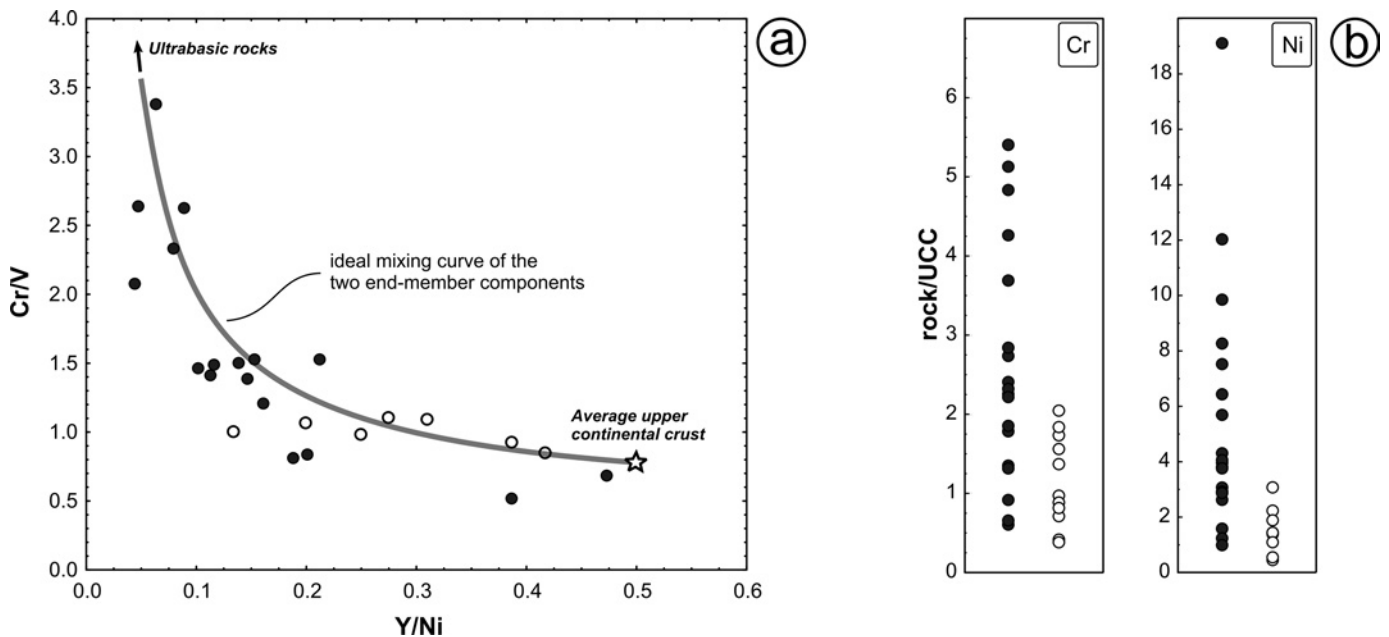 4.0
3.5
3.0
2.5
2.0
1.5
1.0
0.5
0.0
Cr/V
0.0 0.1 0.2 0.3 0.4 0.5 0.6
Y/Ni
Ultrabasic rocks
ideal mixing curve of the
two end-member components
Average upper
continental crust
a
rock/UCC
Cr
6
5
4
3
2
1
0
Ni
18
16
14
12
10
8
6
4
2
0
b